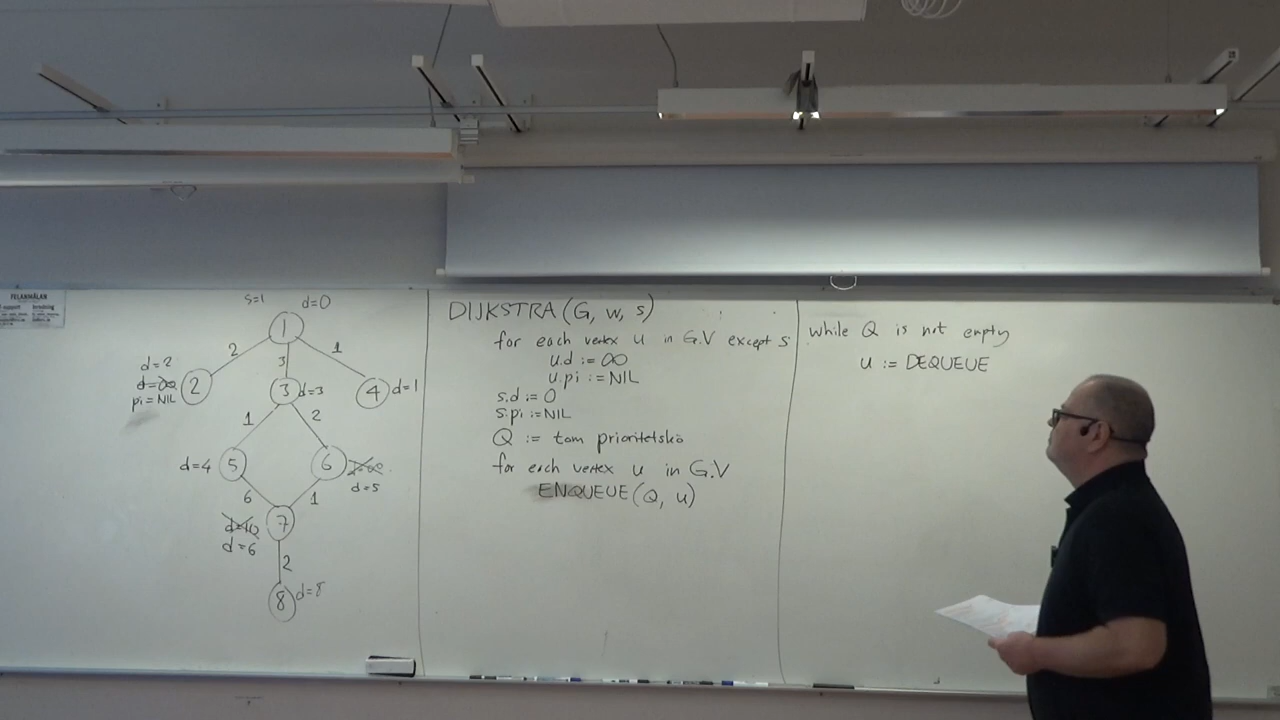 FELANMÄLAN
s=1 d=0
1
2 3 1
d=2
d=∞
pi = NIL
2
3 d=3
4 d=1
1 2
d=4 5
6 d=∞
d=5
6 1
d=10
d=6
7
2
8 d=8
DIJKSTRA(G, w, s)
for each vertex u in G.V except s
u.d := ∞
u.pi := NIL
s.d := 0
s.pi := NIL
Q := tom prioritetskö
for each vertex u in G.V
ENQUEUE(Q, u)
while Q is not empty
u := DEQUEUE